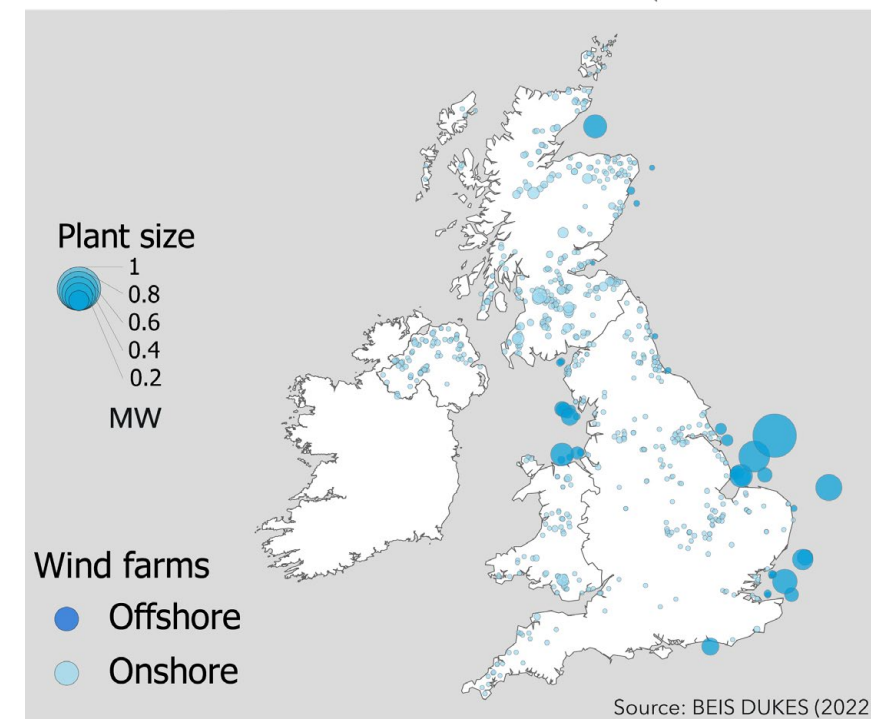 Plant size
1
0.8
0.6
0.4
0.2
MW
Wind farms
Offshore
Onshore
Source: BEIS DUKES (2022